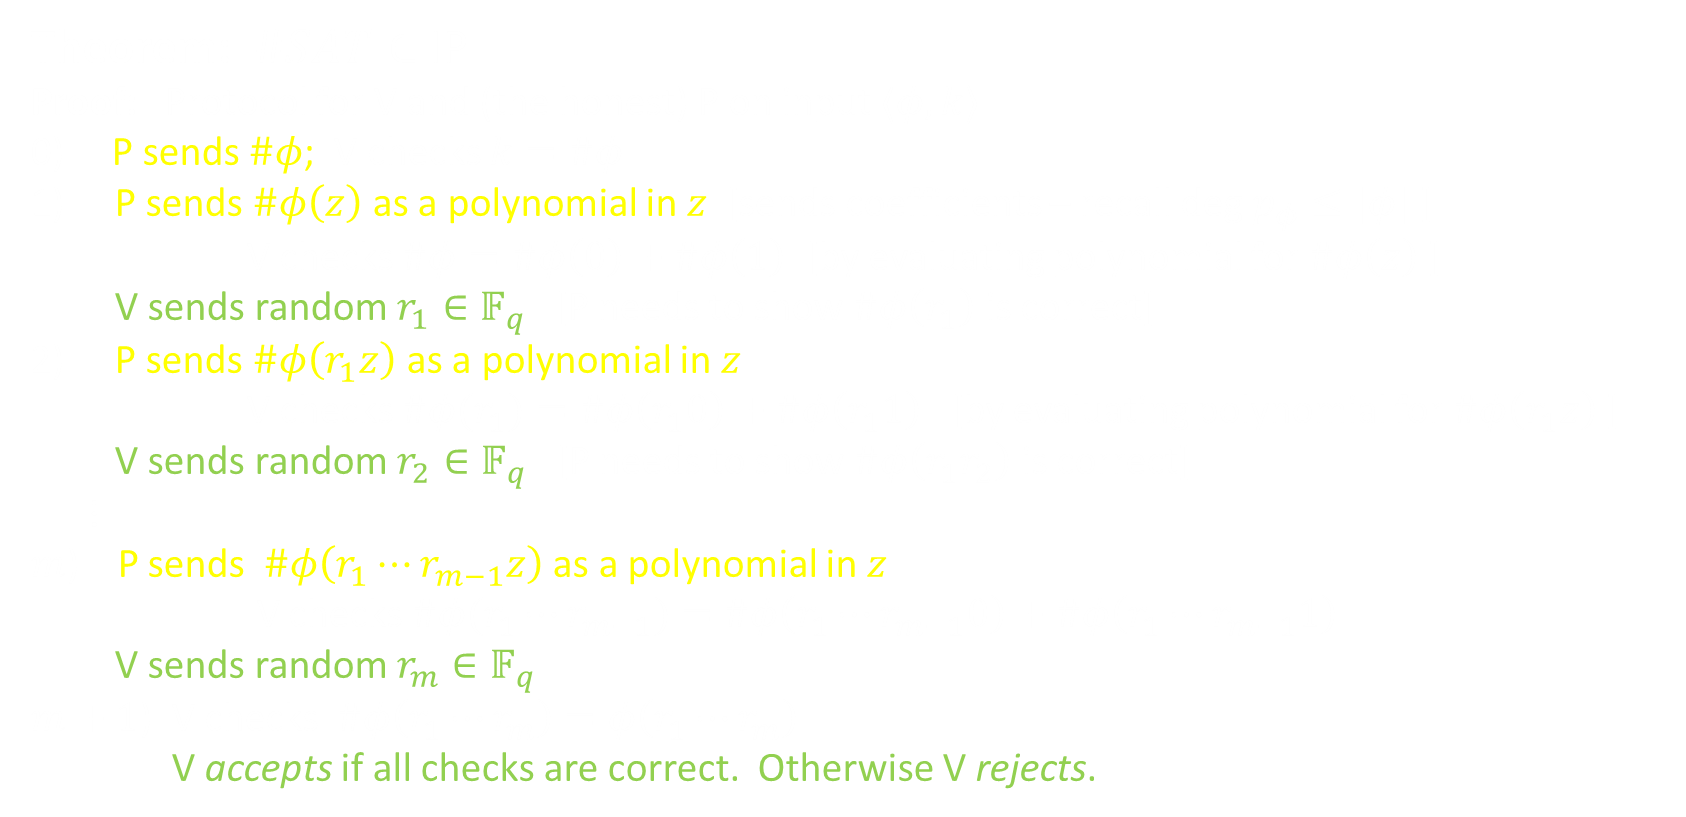 P sends #ϕ;
P sends #ϕ(z) as a polynomial in z
V sends random r₁ ∈ 𝔽_q
P sends #ϕ(r₁z) as a polynomial in z
V sends random r₂ ∈ 𝔽_q
P sends #ϕ(r₁ ⋯ r_{m−1}z) as a polynomial in z
V sends random r_m ∈ 𝔽_q
V accepts if all checks are correct. Otherwise V rejects.